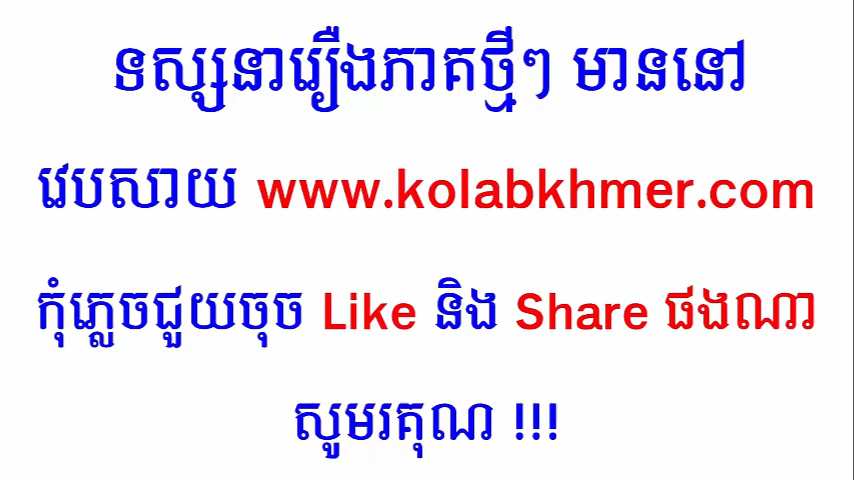 ទស្សនារឿងភាគថ្មីៗ មាននៅ
វេបសាយ www.kolabkhmer.com
កុំភ្លេចជួយចុច Like និង Share ផងណា
សូមរគុណ !!!